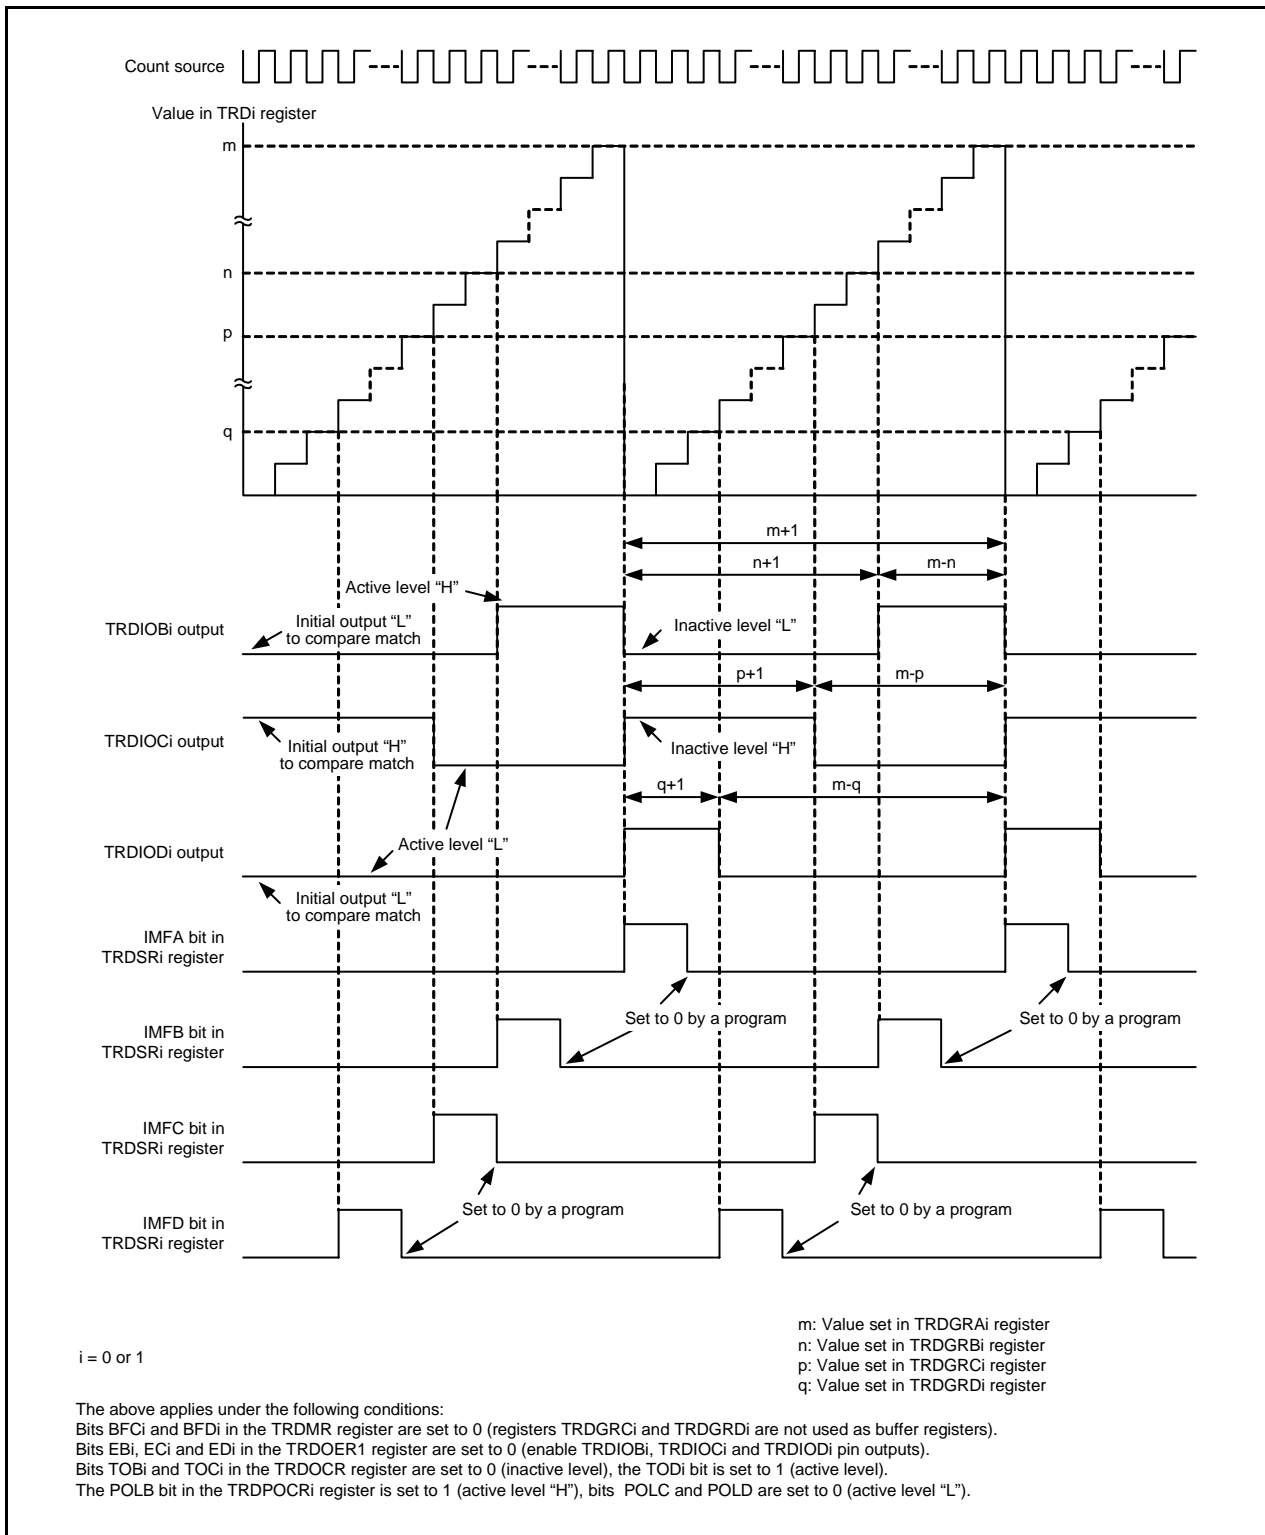 Count source
Value in TRDi register
m
n
p
q
m+1
n+1
m-n
Active level “H”
Initial output “L”
to compare match
TRDIOBi output
Inactive level “L”
p+1
m-p
TRDIOCi output
Initial output “H”
to compare match
Inactive level “H”
q+1
m-q
TRDIODi output
Active level “L”
Initial output “L”
to compare match
IMFA bit in
TRDSRi register
Set to 0 by a program
Set to 0 by a program
IMFB bit in
TRDSRi register
IMFC bit in
TRDSRi register
Set to 0 by a program
Set to 0 by a program
IMFD bit in
TRDSRi register
m: Value set in TRDGRAi register
n: Value set in TRDGRBi register
p: Value set in TRDGRCi register
q: Value set in TRDGRDi register
i = 0 or 1
The above applies under the following conditions:
Bits BFCi and BFDi in the TRDMR register are set to 0 (registers TRDGRCi and TRDGRDi are not used as buffer registers).
Bits EBi, ECi and EDi in the TRDOER1 register are set to 0 (enable TRDIOBi, TRDIOCi and TRDIODi pin outputs).
Bits TOBi and TOCi in the TRDOCR register are set to 0 (inactive level), the TODi bit is set to 1 (active level).
The POLB bit in the TRDPOCRi register is set to 1 (active level “H”), bits POLC and POLD are set to 0 (active level “L”).